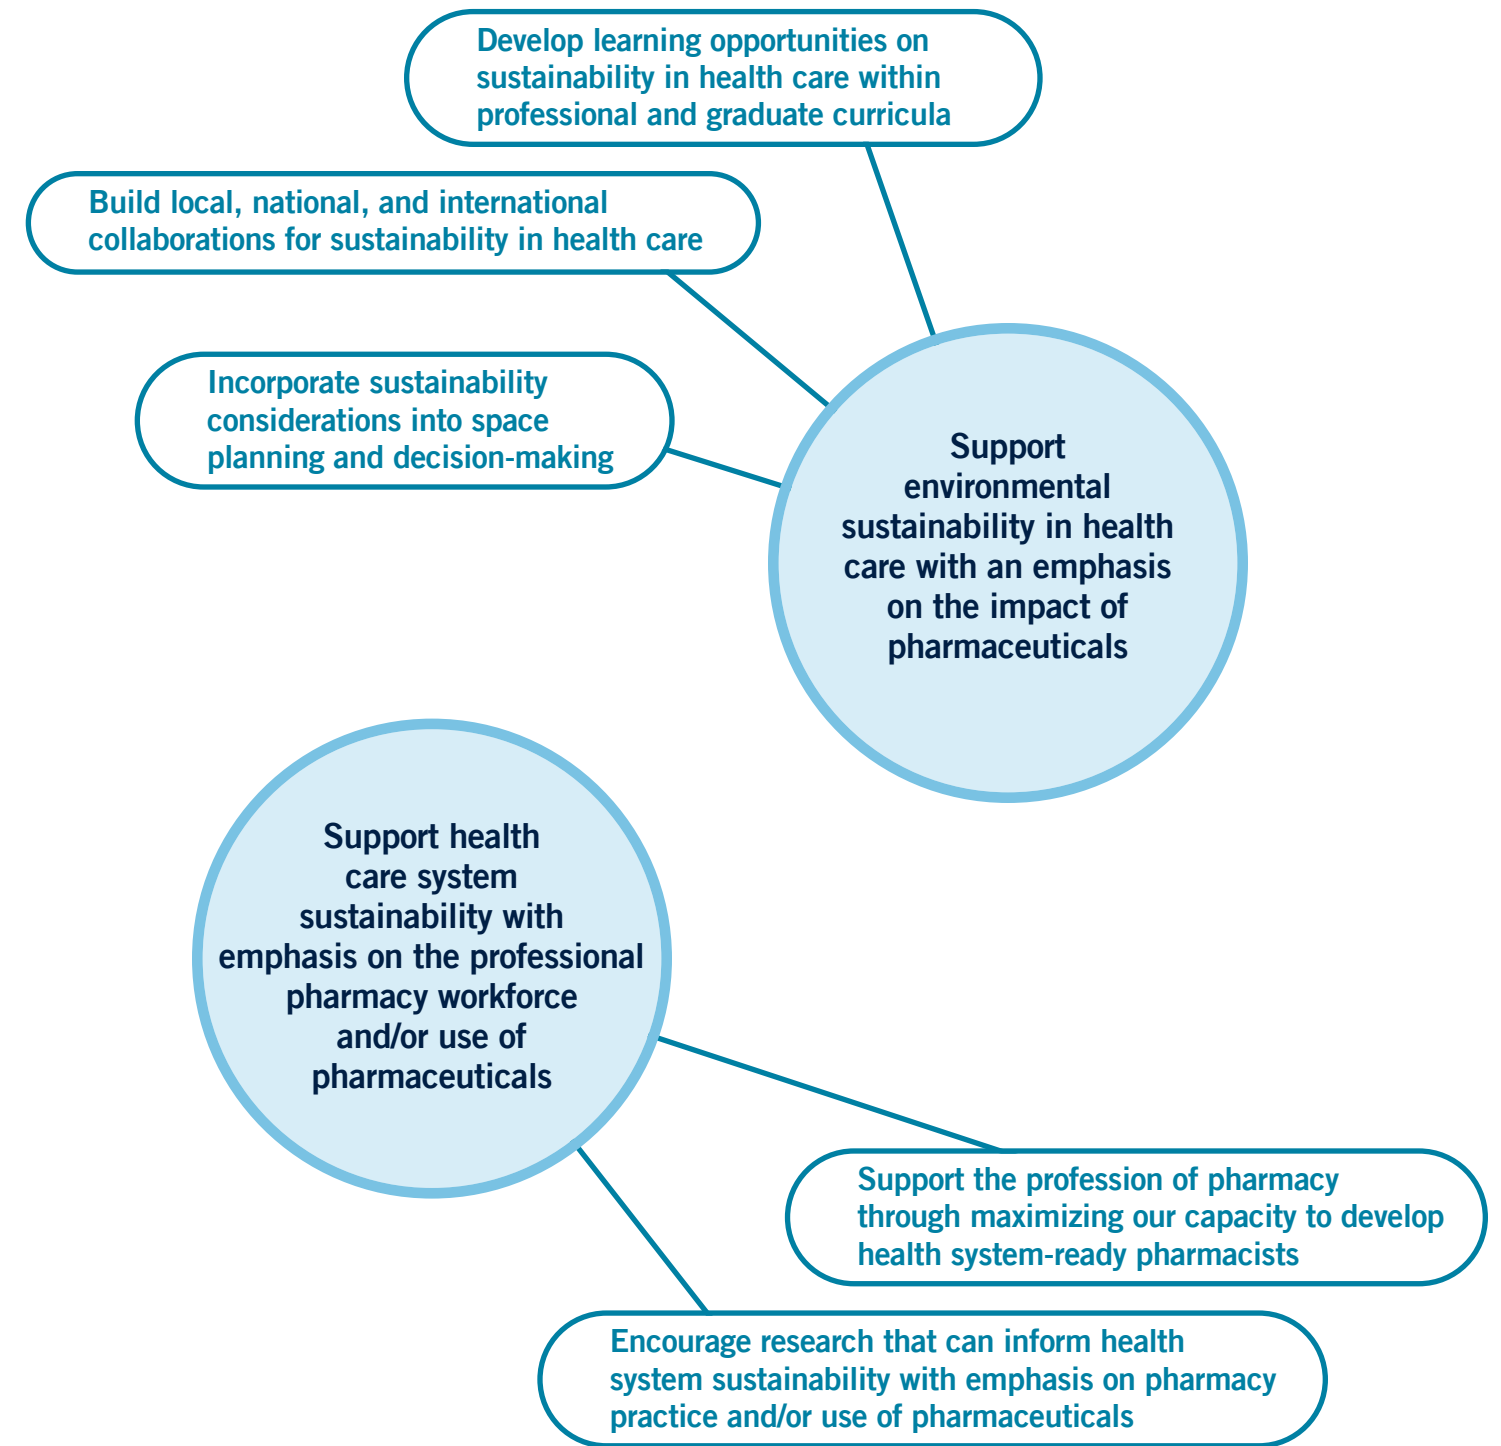 Develop learning opportunities on
sustainability in health care within
professional and graduate curricula
Build local, national, and international
collaborations for sustainability in health care
Incorporate sustainability
considerations into space
planning and decision-making
Support
environmental
sustainability in health
care with an emphasis
on the impact of
pharmaceuticals
Support health
care system
sustainability with
emphasis on the professional
pharmacy workforce
and/or use of
pharmaceuticals
Support the profession of pharmacy
through maximizing our capacity to develop
health system-ready pharmacists
Encourage research that can inform health
system sustainability with emphasis on pharmacy
practice and/or use of pharmaceuticals